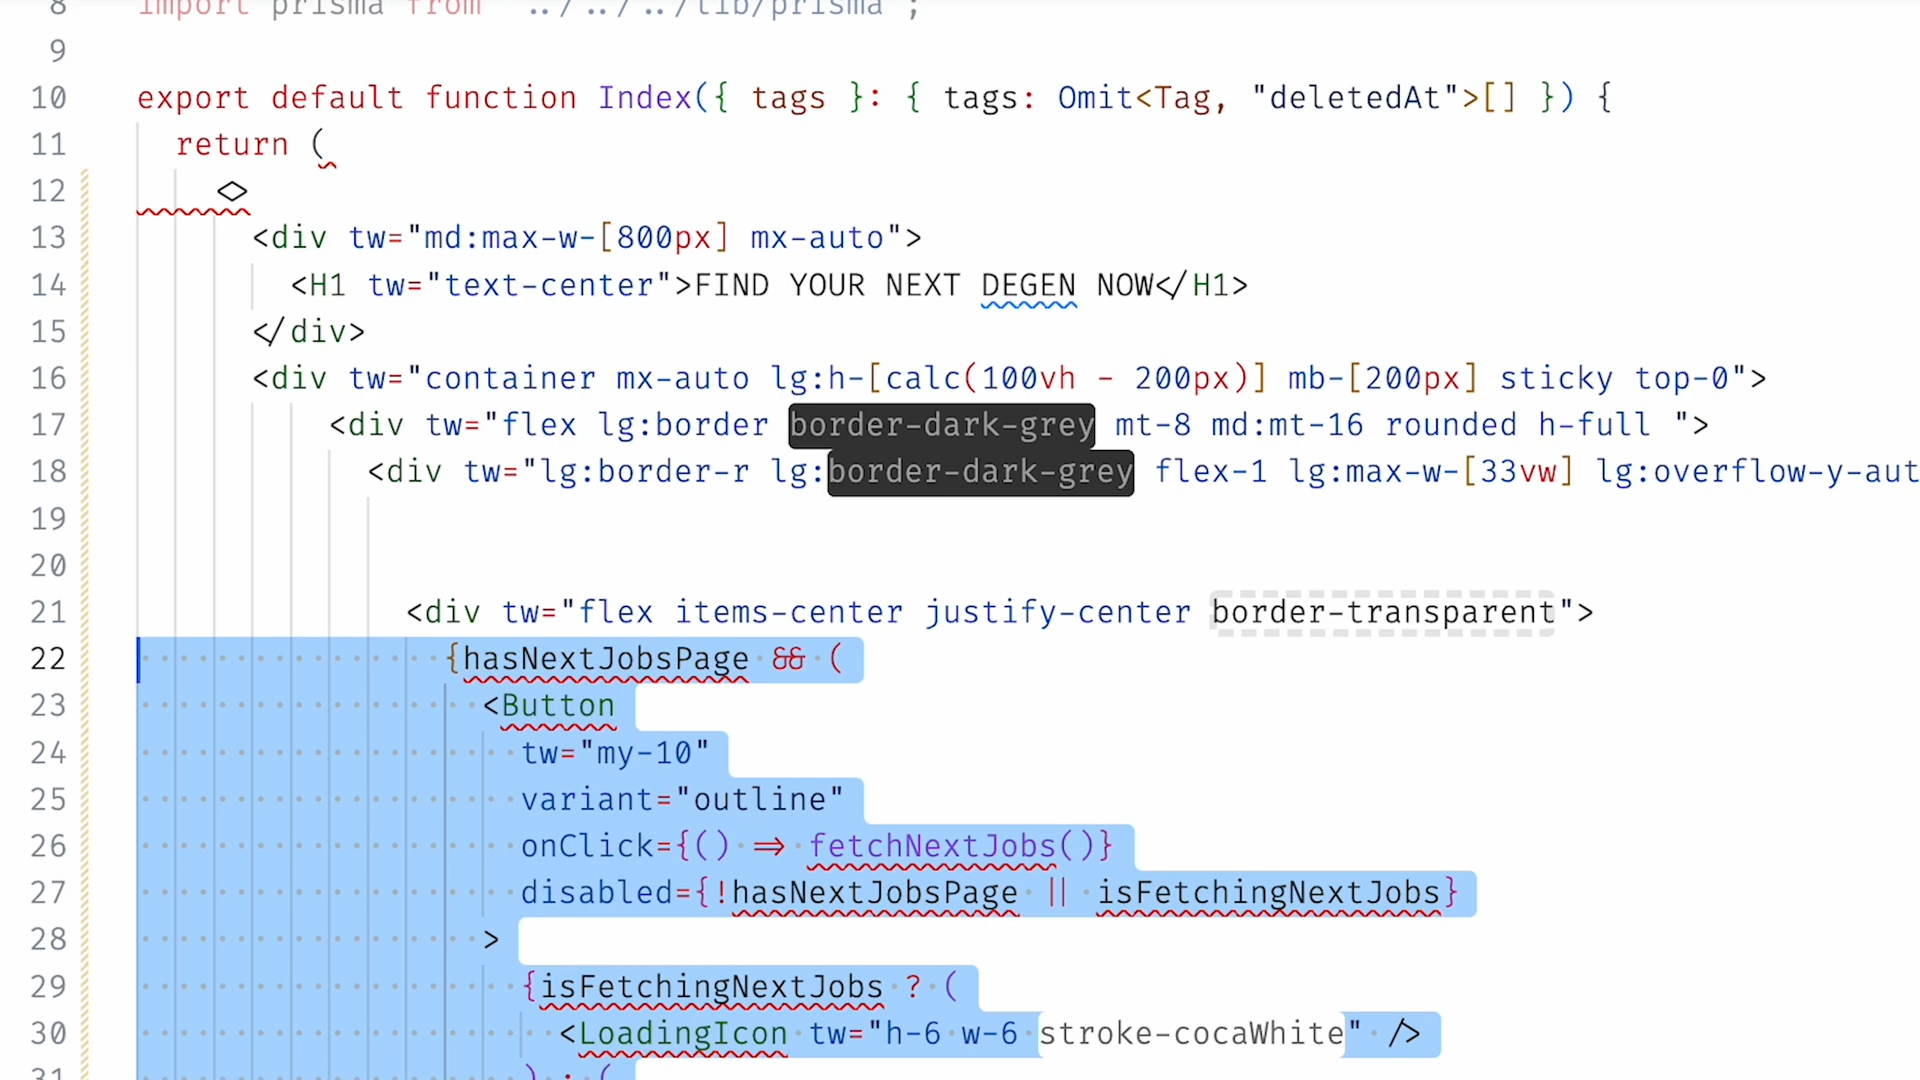 8 import prisma from "../../../lib/prisma";
9
10 export default function Index({ tags }: { tags: Omit<Tag, "deletedAt">[] }) {
11 return (
12 <>
13 <div tw="md:max-w-[800px] mx-auto">
14 <H1 tw="text-center">FIND YOUR NEXT DEGEN NOW</H1>
15 </div>
16 <div tw="container mx-auto lg:h-[calc(100vh - 200px)] mb-[200px] sticky top-0">
17 <div tw="flex lg:border border-dark-grey mt-8 md:mt-16 rounded h-full ">
18 <div tw="lg:border-r lg:border-dark-grey flex-1 lg:max-w-[33vw] lg:overflow-y-aut
19
20
21 <div tw="flex items-center justify-center border-transparent">
22 {hasNextJobsPage && (
23 <Button
24 tw="my-10"
25 variant="outline"
26 onClick={() => fetchNextJobs()}
27 disabled={!hasNextJobsPage || isFetchingNextJobs}
28 >
29 {isFetchingNextJobs ? (
30 <LoadingIcon tw="h-6 w-6 stroke-cocaWhite" />
31 ) : (